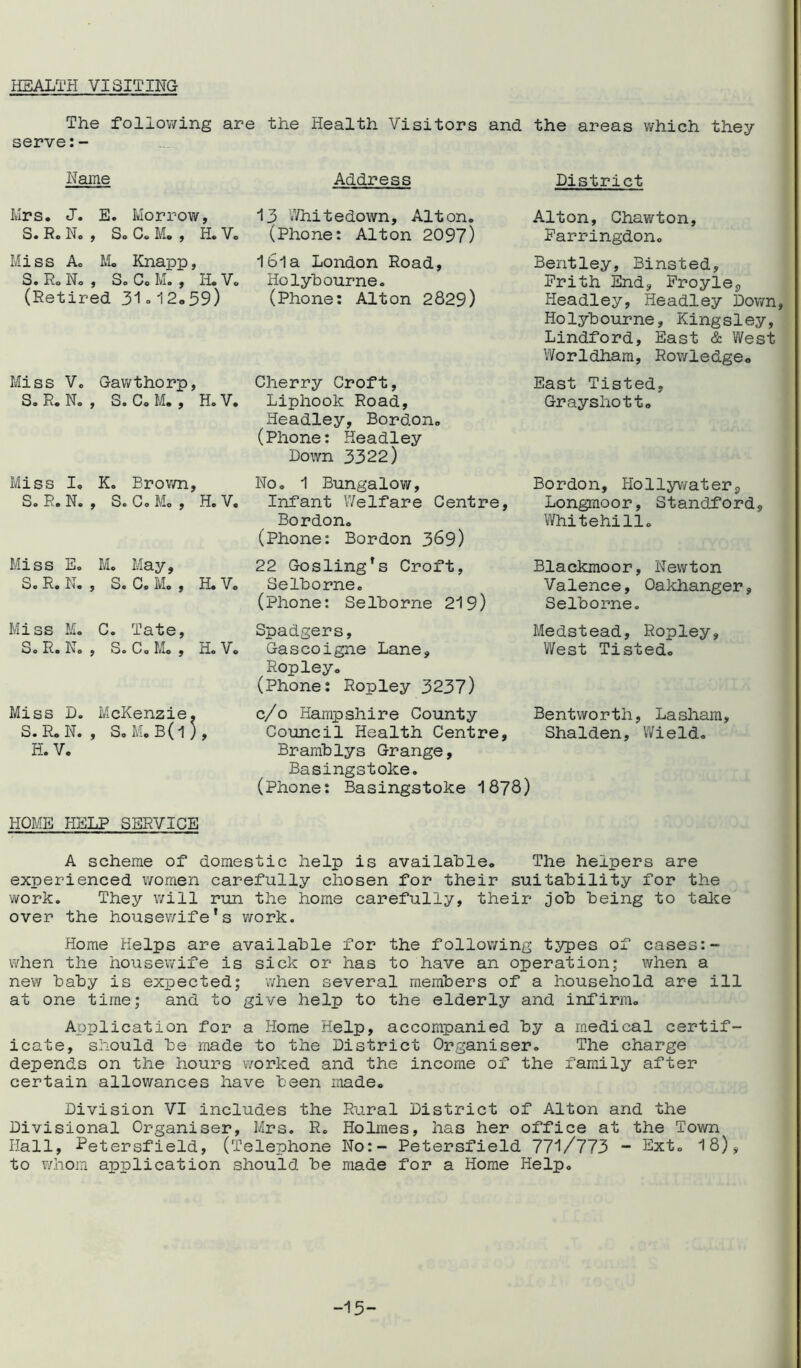 HEALTH VISITING
The following are the Health Visitors and the areas which they
serve:-
Name Address District
Mrs. J. E. Morrow, 13 Whitedown, Alton. Alton, Chawton,
S.R.N., S.C.M., H.V. (Phone: Alton 2097) Farringdon.
Miss A. M. Knapp, 161a London Road, Bentley, Binsted,
S.R.N., S.C.M., H.V. Holybourne. Frith End, Froyle,
(Retired 31.12.59) (Phone: Alton 2829) Headley, Headley Down,
Holybourne, Kingsley,
Lindford, East & West
Worldham, Rowledge.
Miss V. Gawthorp, Cherry Croft, East Tisted,
S.R.N., S.C.M., H.V. Liphook Road, Grayshott.
Headley, Bordon.
(Phone: Headley
Down 3322)
Miss I. K. Brown, No. 1 Bungalow, Bordon, Hollywater,
S.R.N., S.C.M., H.V. Infant Welfare Centre, Longmoor, Standford,
Bordon. Whitehill.
(Phone: Bordon 369)
Miss E. M. May, 22 Gosling's Croft, Blackmoor, Newton
S.R.N., S.C.M., H.V. Selborne. Valence, Oakhanger,
(Phone: Selborne 219) Selborne.
Miss M. C. Tate, Spadgers, Medstead, Ropley,
S.R.N., S.C.M., H.V. Gascoigne Lane, West Tisted.
Ropley.
(Phone: Ropley 3237)
Miss D. McKenzie, c/o Hampshire County Bentworth, Lasham,
S.R.N., S.M.B(1), Council Health Centre, Shalden, Wield.
H.V. Bramblys Grange,
Basingstoke.
(Phone: Basingstoke 1878)
HOME HELP SERVICE
A scheme of domestic help is available. The helpers are
experienced women carefully chosen for their suitability for the
work. They will run the home carefully, their job being to take
over the housewife's work.
Home Helps are available for the following types of cases:-
when the housewife is sick or has to have an operation; when a
new baby is expected; when several members of a household are ill
at one time; and to give help to the elderly and infirm.
Application for a Home Help, accompanied by a medical certif-
icate, should be made to the District Organiser. The charge
depends on the hours worked and the income of the family after
certain allowances have been made.
Division VI includes the Rural District of Alton and the
Divisional Organiser, Mrs. R. Holmes, has her office at the Town
Hall, Petersfield, (Telephone No:- Petersfield 771/773 - Ext. 18),
to whom application should be made for a Home Help.
-15-